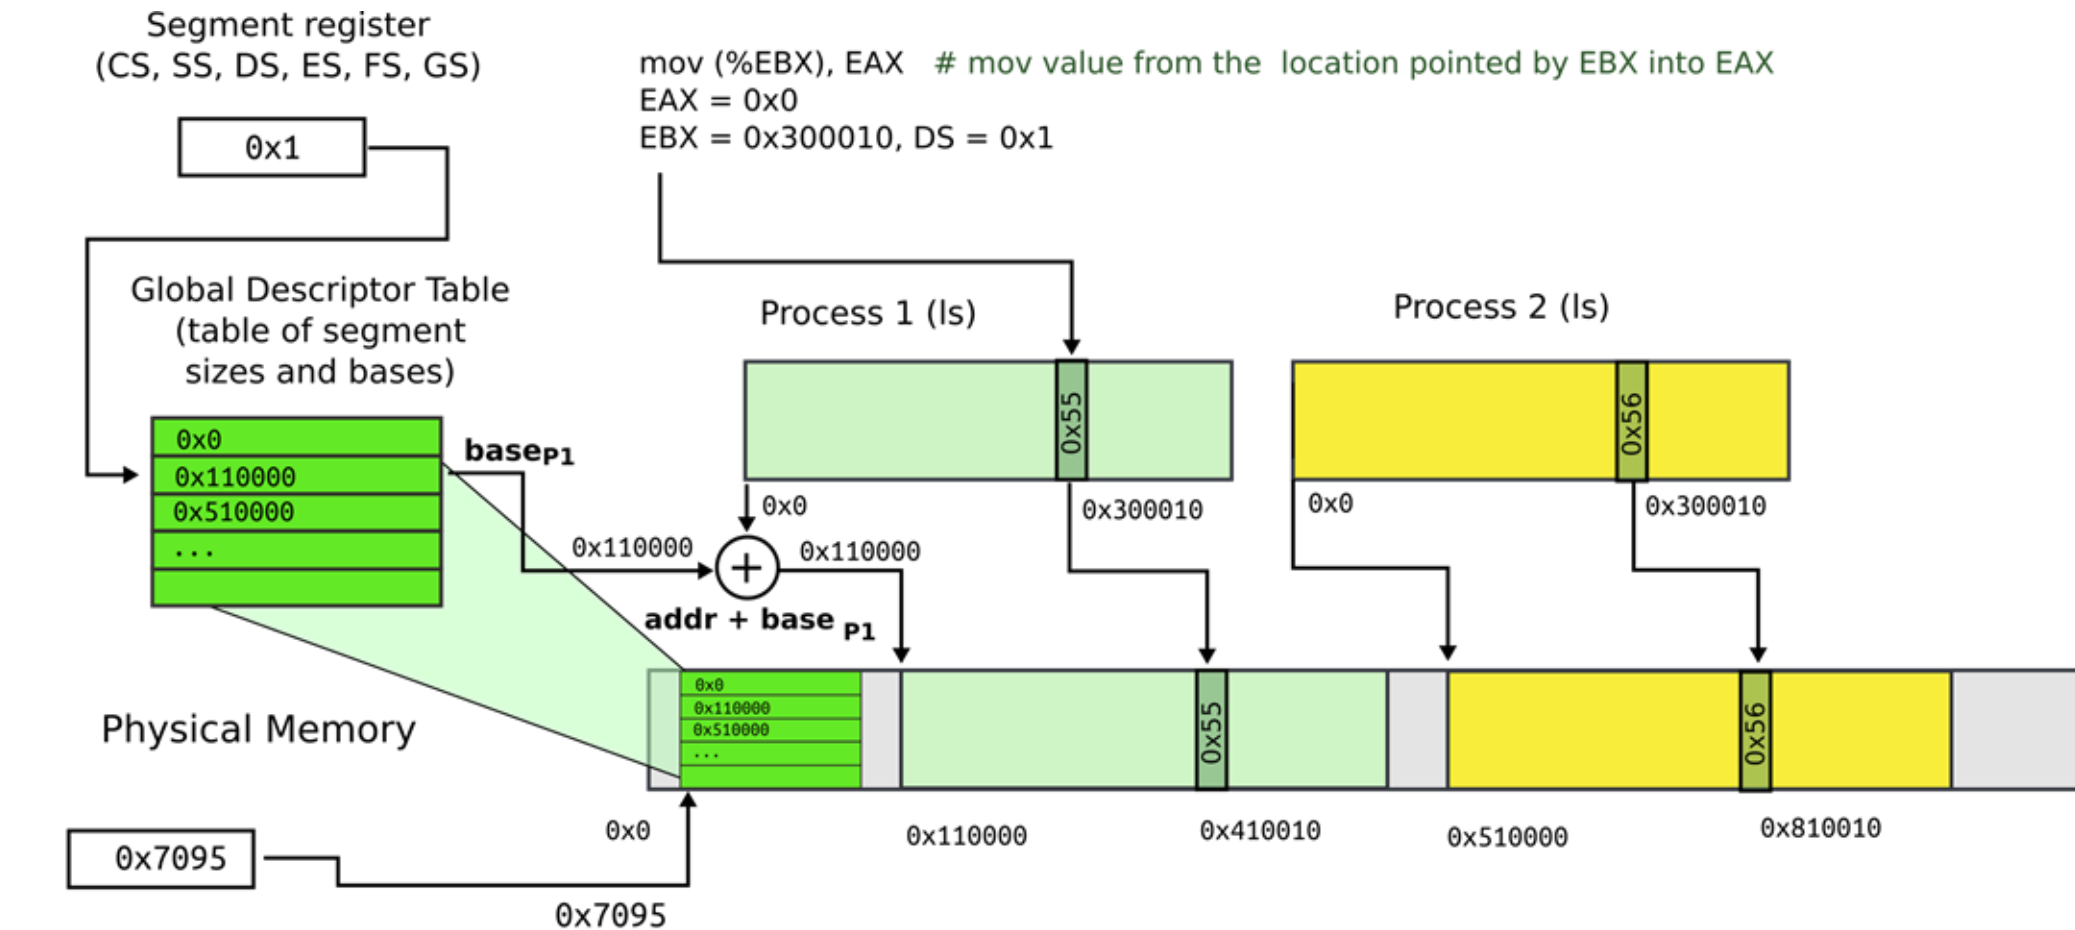 Segment register
(CS, SS, DS, ES, FS, GS)
0x1
mov (%EBX), EAX # mov value from the location pointed by EBX into EAX
EAX = 0x0
EBX = 0x300010, DS = 0x1
Global Descriptor Table
(table of segment
sizes and bases)
0x0
0x110000
0x510000
...
baseP1
Process 1 (ls)
0x55
0x0
0x300010
Process 2 (ls)
0x56
0x0
0x300010
0x110000
+
0x110000
addr + base P1
Physical Memory
0x0
0x110000
0x510000
...
0x55
0x56
0x0
0x110000
0x410010
0x510000
0x810010
0x7095
0x7095